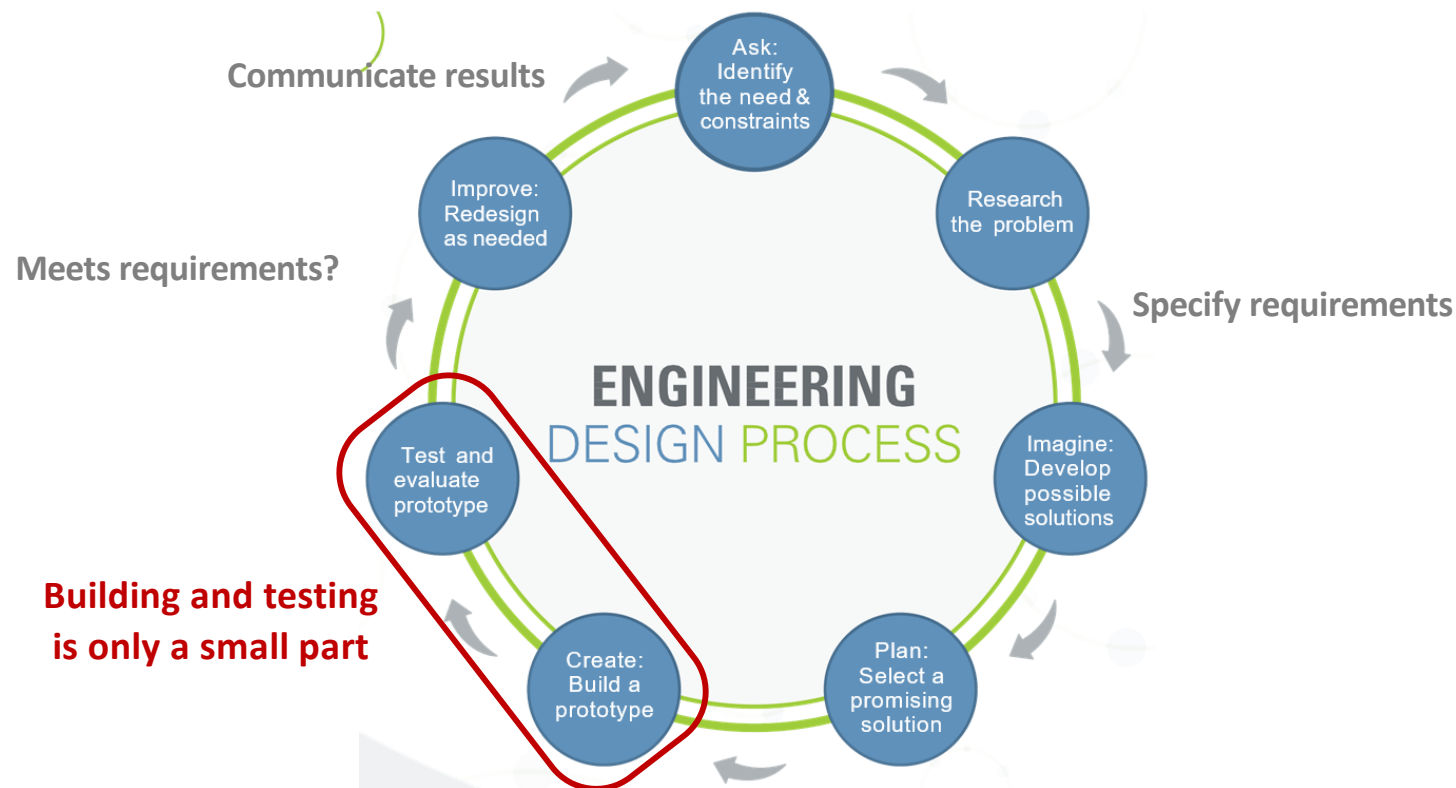 Communicate results
Ask:
Identify
the need &
constraints
Research
the problem
Specify requirements
Imagine:
Develop
possible
solutions
Plan:
Select a
promising
solution
Create:
Build a
prototype
Building and testing
is only a small part
Test and
evaluate
prototype
Meets requirements?
Improve:
Redesign
as needed
ENGINEERING
DESIGN PROCESS